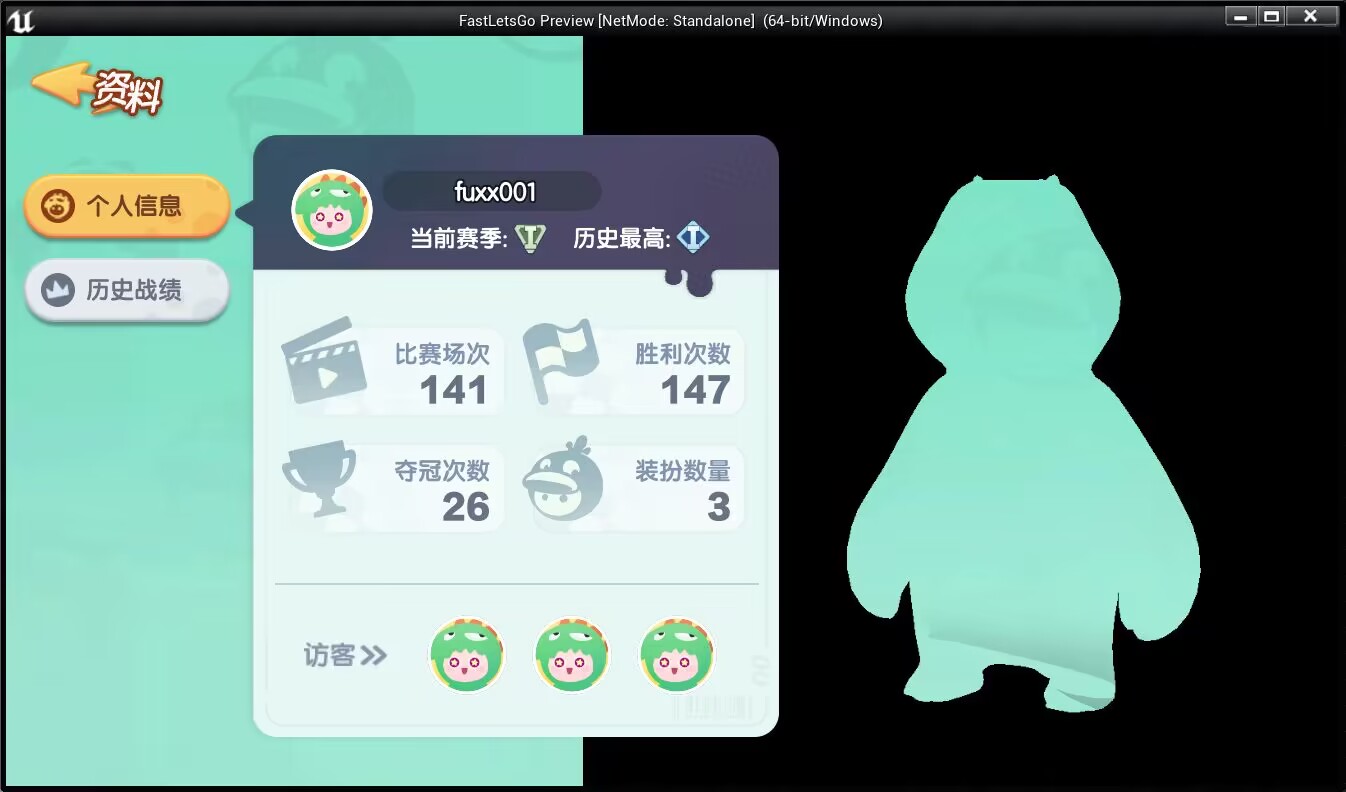 FastLetsGo Preview [NetMode: Standalone] (64-bit/Windows)
资料
个人信息
历史战绩
fuxx001
当前赛季: I 历史最高: I
比赛场次
141
胜利次数
147
夺冠次数
26
装扮数量
3
访客>>